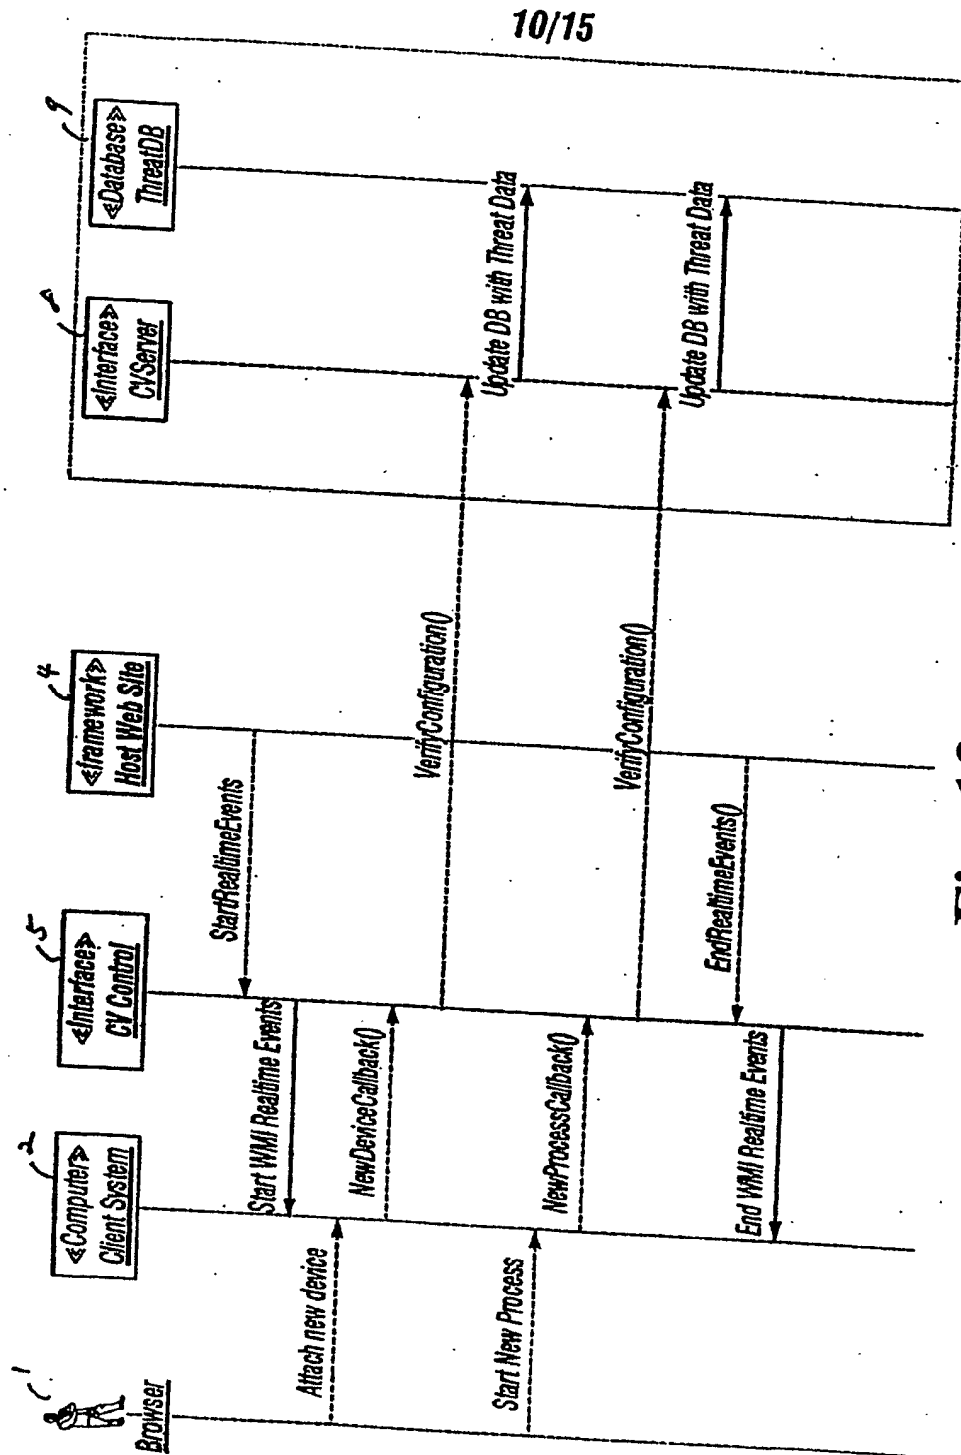 10/15
1
Browser
2
«Computer»
Client System
5
«Interface»
CV Control
4
«framework»
Host Web Site
8
«Interface»
CVServer
9
«Database»
ThreatDB
StartRealtimeEvents
Start WMI Realtime Events
Attach new device
NewDeviceCallback()
VerifyConfiguration()
Update DB with Threat Data
Start New Process
NewProcessCallback()
VerifyConfiguration()
Update DB with Threat Data
EndRealtimeEvents()
End WMI Realtime Events